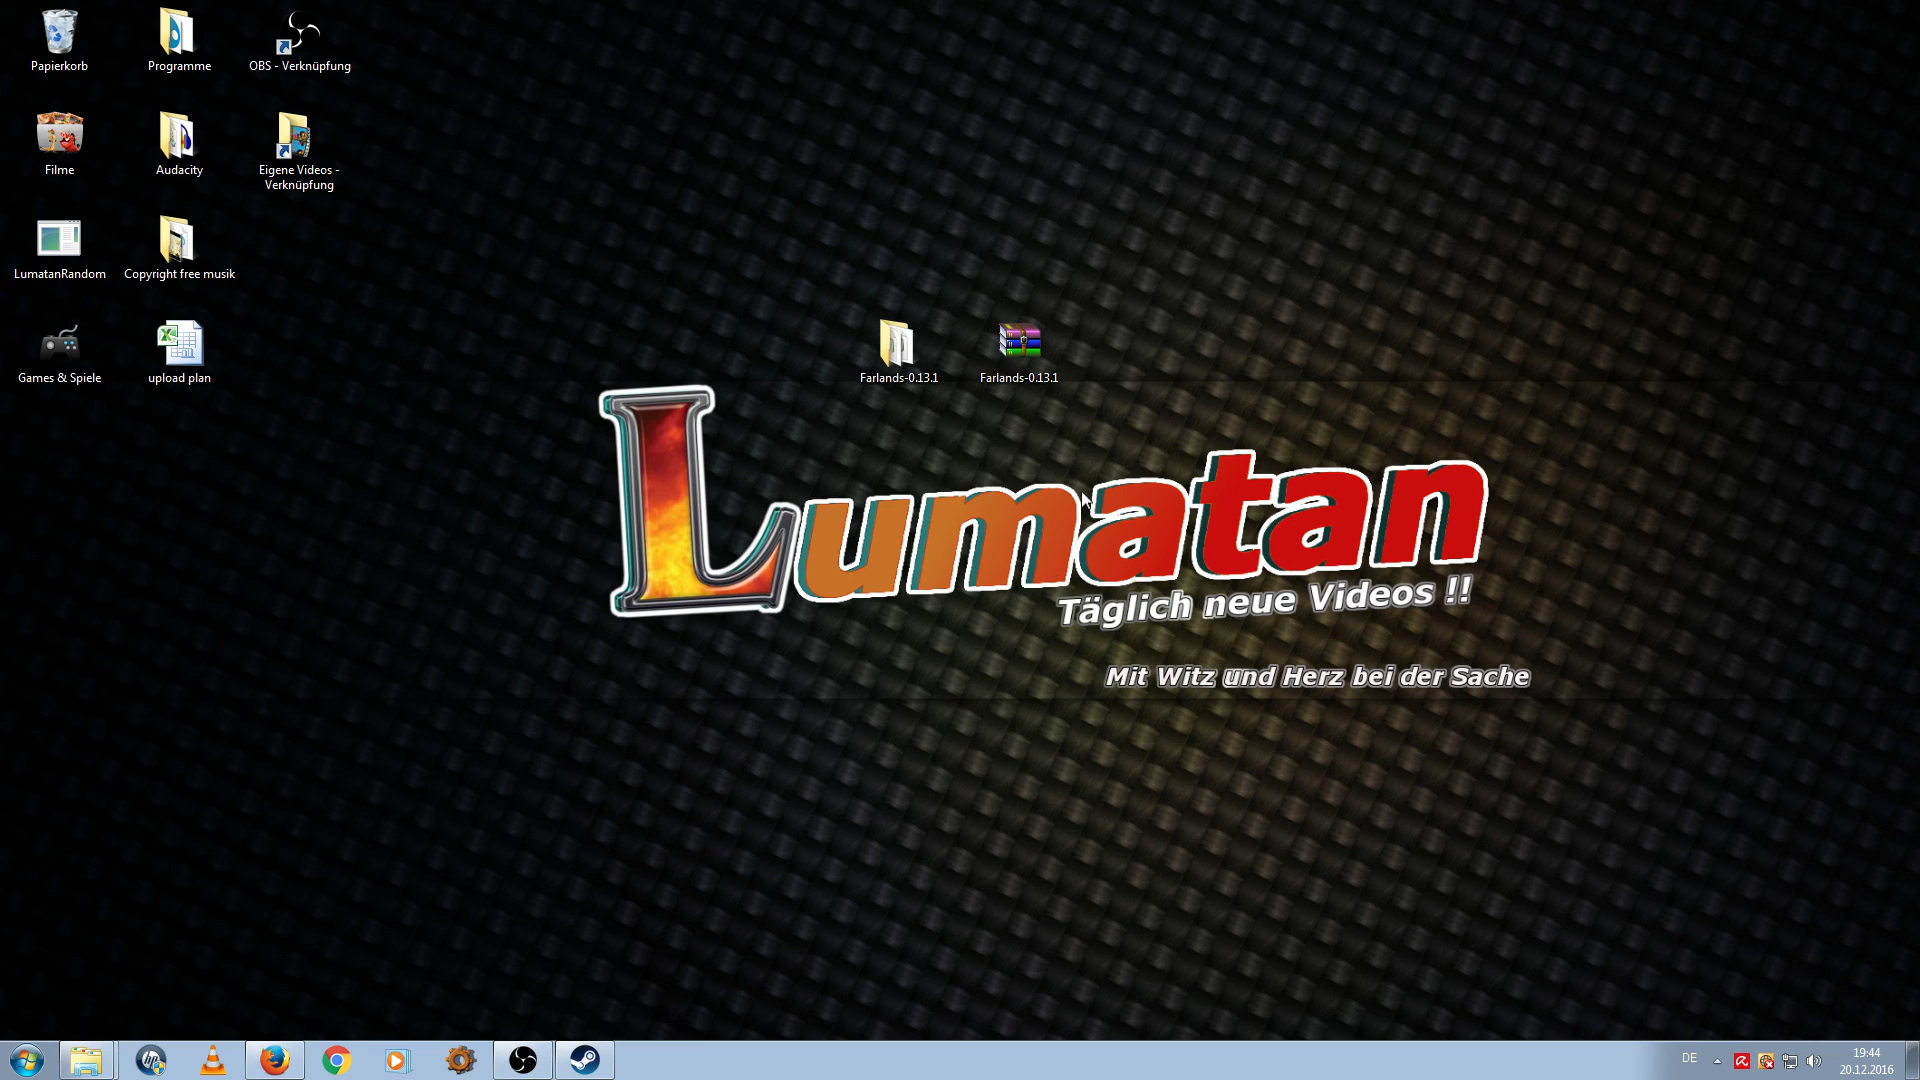 Papierkorb
Programme
OBS - Verknüpfung
Filme
Audacity
Eigene Videos -
Verknüpfung
LumatanRandom
Copyright free musik
Games & Spiele
upload plan
Farlands-0.13.1
Farlands-0.13.1
Lumatan
Täglich neue Videos !!
Mit Witz und Herz bei der Sache
DE
19:44
20.12.2016